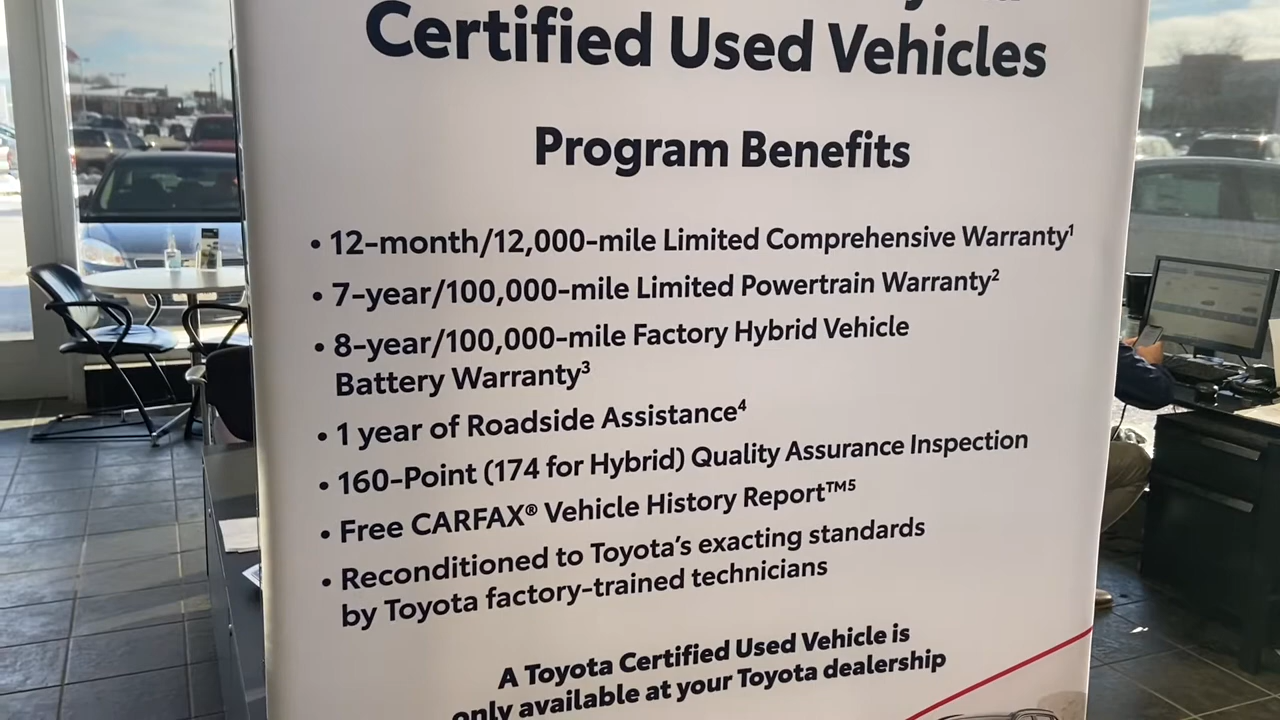 Certified Used Vehicles
Program Benefits
• 12-month/12,000-mile Limited Comprehensive Warranty¹
• 7-year/100,000-mile Limited Powertrain Warranty²
• 8-year/100,000-mile Factory Hybrid Vehicle
Battery Warranty³
• 1 year of Roadside Assistance⁴
• 160-Point (174 for Hybrid) Quality Assurance Inspection
• Free CARFAX® Vehicle History Report™⁵
• Reconditioned to Toyota's exacting standards
by Toyota factory-trained technicians
A Toyota Certified Used Vehicle is
only available at your Toyota dealership